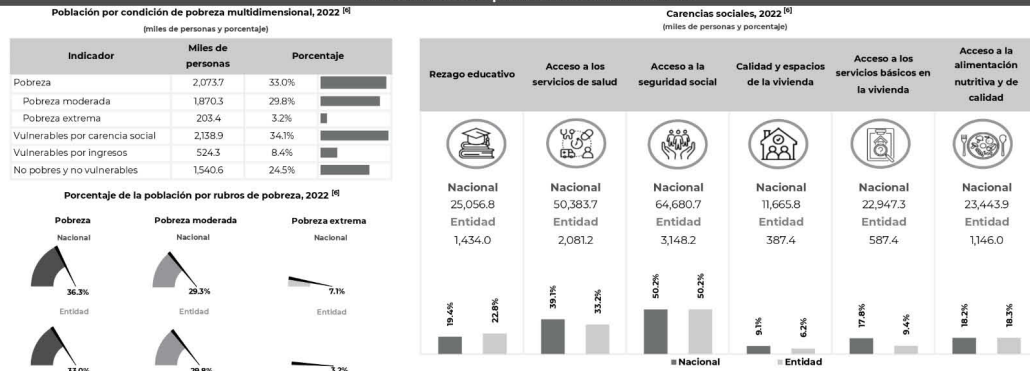 Población por condición de pobreza multidimensional, 2022 [6]
(miles de personas y porcentaje)
Indicador Miles de personas Porcentaje
Pobreza 2,073.7 33.0%
Pobreza moderada 1,870.3 29.8%
Pobreza extrema 203.4 3.2%
Vulnerables por carencia social 2,138.9 34.1%
Vulnerables por ingresos 524.3 8.4%
No pobres y no vulnerables 1,540.6 24.5%
Porcentaje de la población por rubros de pobreza, 2022 [6]
Pobreza Pobreza moderada Pobreza extrema
Nacional Nacional Nacional
36.3% 29.3% 7.1%
Entidad Entidad Entidad
33.0% 29.8% 3.2%
Carencias sociales, 2022 [6]
(miles de personas y porcentaje)
Rezago educativo
Acceso a los servicios de salud
Acceso a la seguridad social
Calidad y espacios de la vivienda
Acceso a los servicios básicos en la vivienda
Acceso a la alimentación nutritiva y de calidad
Nacional Nacional Nacional Nacional Nacional Nacional
25,056.8 50,383.7 64,680.7 11,665.8 22,947.3 23,443.9
Entidad Entidad Entidad Entidad Entidad Entidad
1,434.0 2,081.2 3,148.2 387.4 587.4 1,146.0
19.4% 22.8% 39.1% 33.2% 50.2% 50.2% 9.1% 6.2% 17.8% 9.4% 18.2% 18.3%
Nacional Entidad